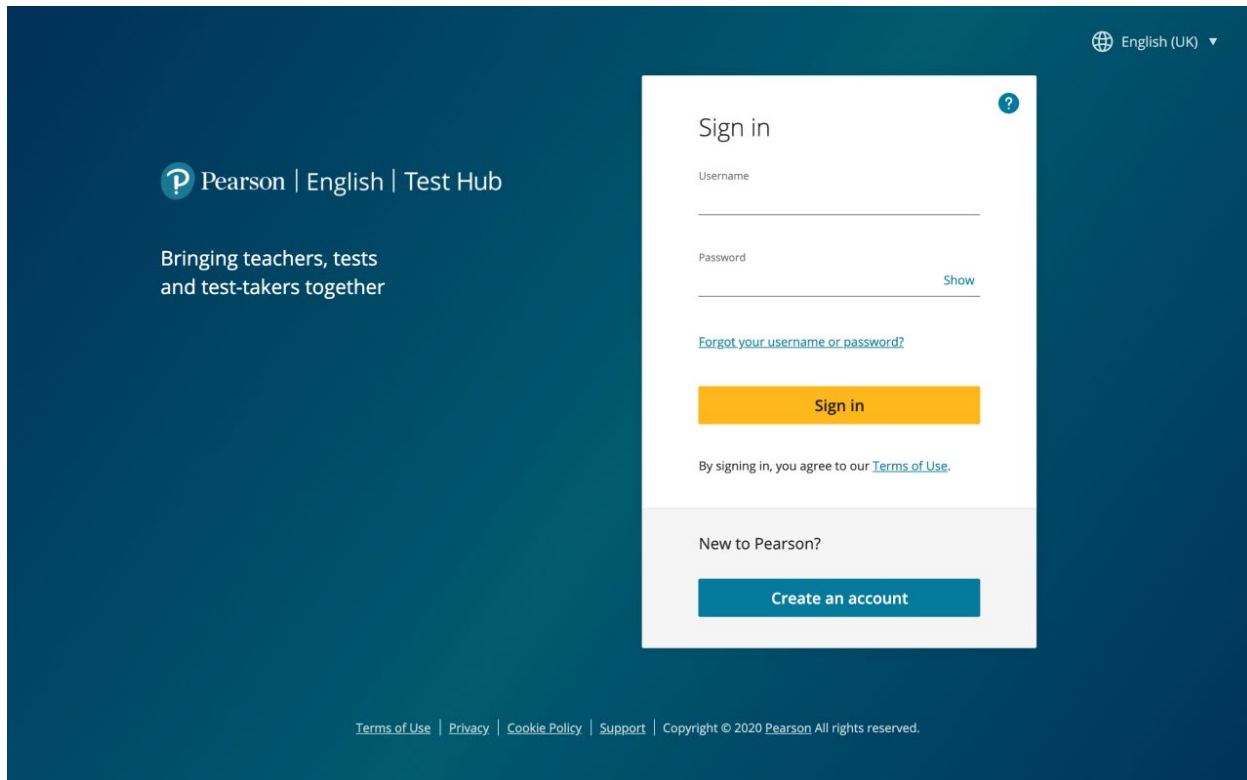 English (UK)
Pearson | English | Test Hub
Bringing teachers, tests
and test-takers together
?
Sign in
Username
Password
Show
Forgot your username or password?
Sign in
By signing in, you agree to our Terms of Use.
New to Pearson?
Create an account
Terms of Use | Privacy | Cookie Policy | Support | Copyright © 2020 Pearson All rights reserved.